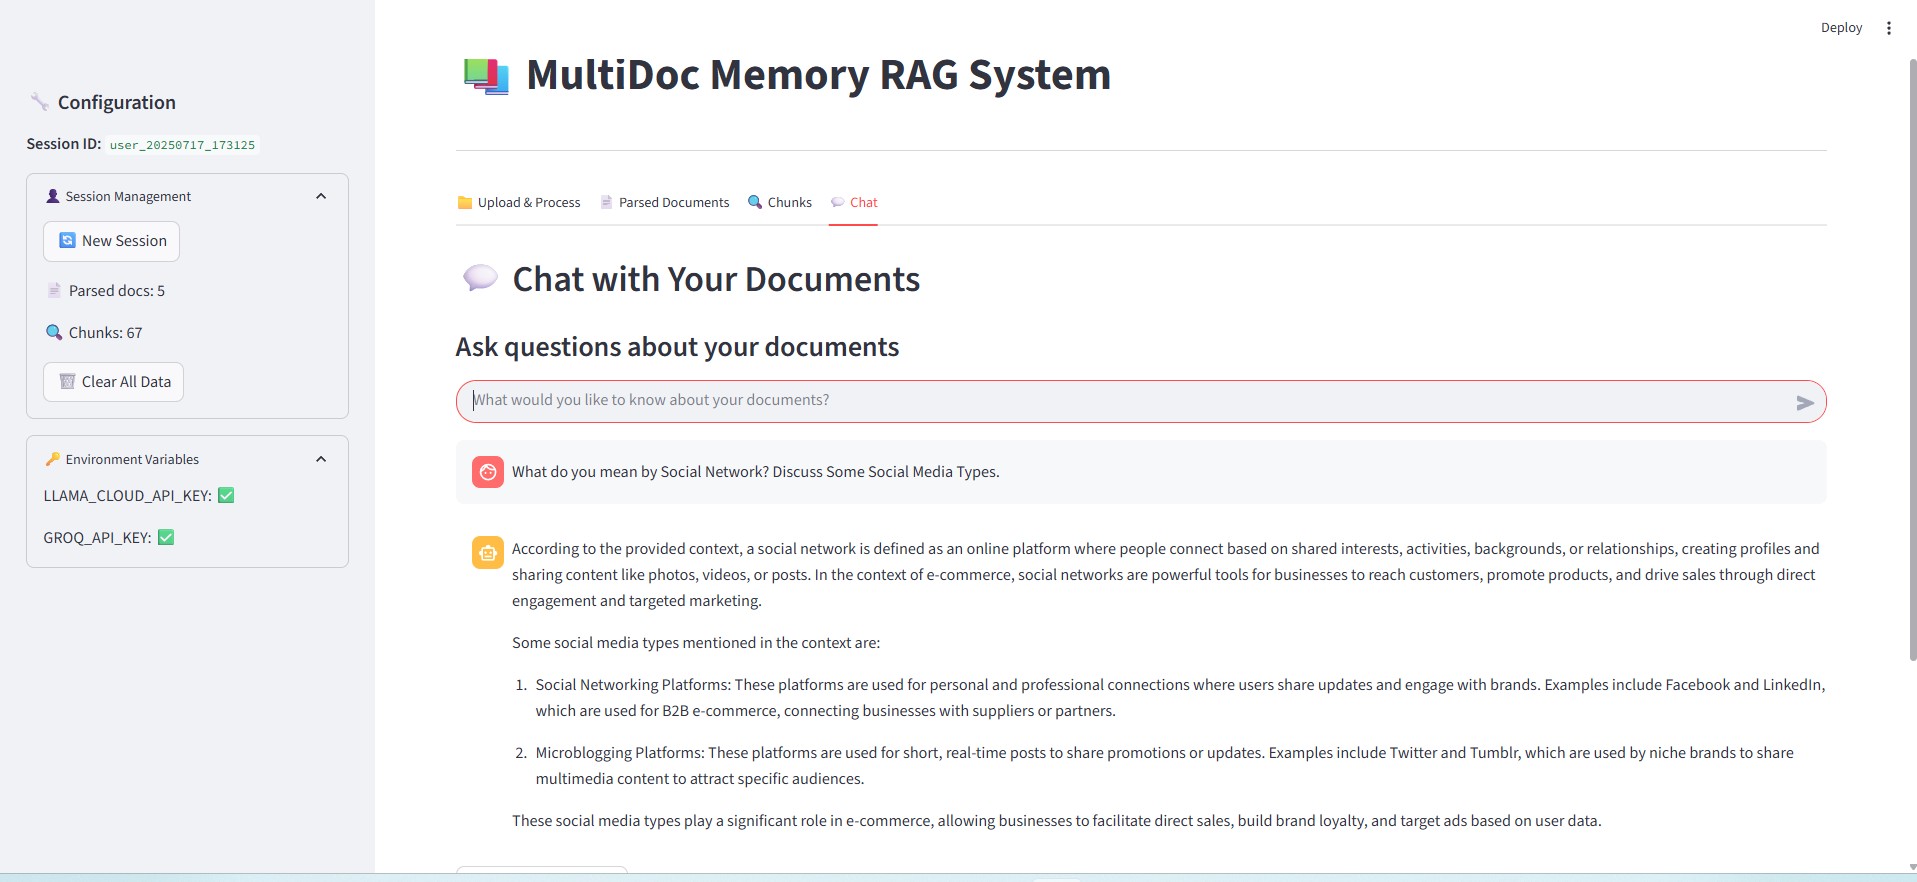 Deploy
Configuration
Session ID: user_20250717_173125
Session Management
New Session
Parsed docs: 5
Chunks: 67
Clear All Data
Environment Variables
LLAMA_CLOUD_API_KEY:
GROQ_API_KEY:
MultiDoc Memory RAG System
Upload & Process Parsed Documents Chunks Chat
Chat with Your Documents
Ask questions about your documents
What would you like to know about your documents?
What do you mean by Social Network? Discuss Some Social Media Types.
According to the provided context, a social network is defined as an online platform where people connect based on shared interests, activities, backgrounds, or relationships, creating profiles and
sharing content like photos, videos, or posts. In the context of e-commerce, social networks are powerful tools for businesses to reach customers, promote products, and drive sales through direct
engagement and targeted marketing.
Some social media types mentioned in the context are:
1. Social Networking Platforms: These platforms are used for personal and professional connections where users share updates and engage with brands. Examples include Facebook and LinkedIn,
which are used for B2B e-commerce, connecting businesses with suppliers or partners.
2. Microblogging Platforms: These platforms are used for short, real-time posts to share promotions or updates. Examples include Twitter and Tumblr, which are used by niche brands to share
multimedia content to attract specific audiences.
These social media types play a significant role in e-commerce, allowing businesses to facilitate direct sales, build brand loyalty, and target ads based on user data.